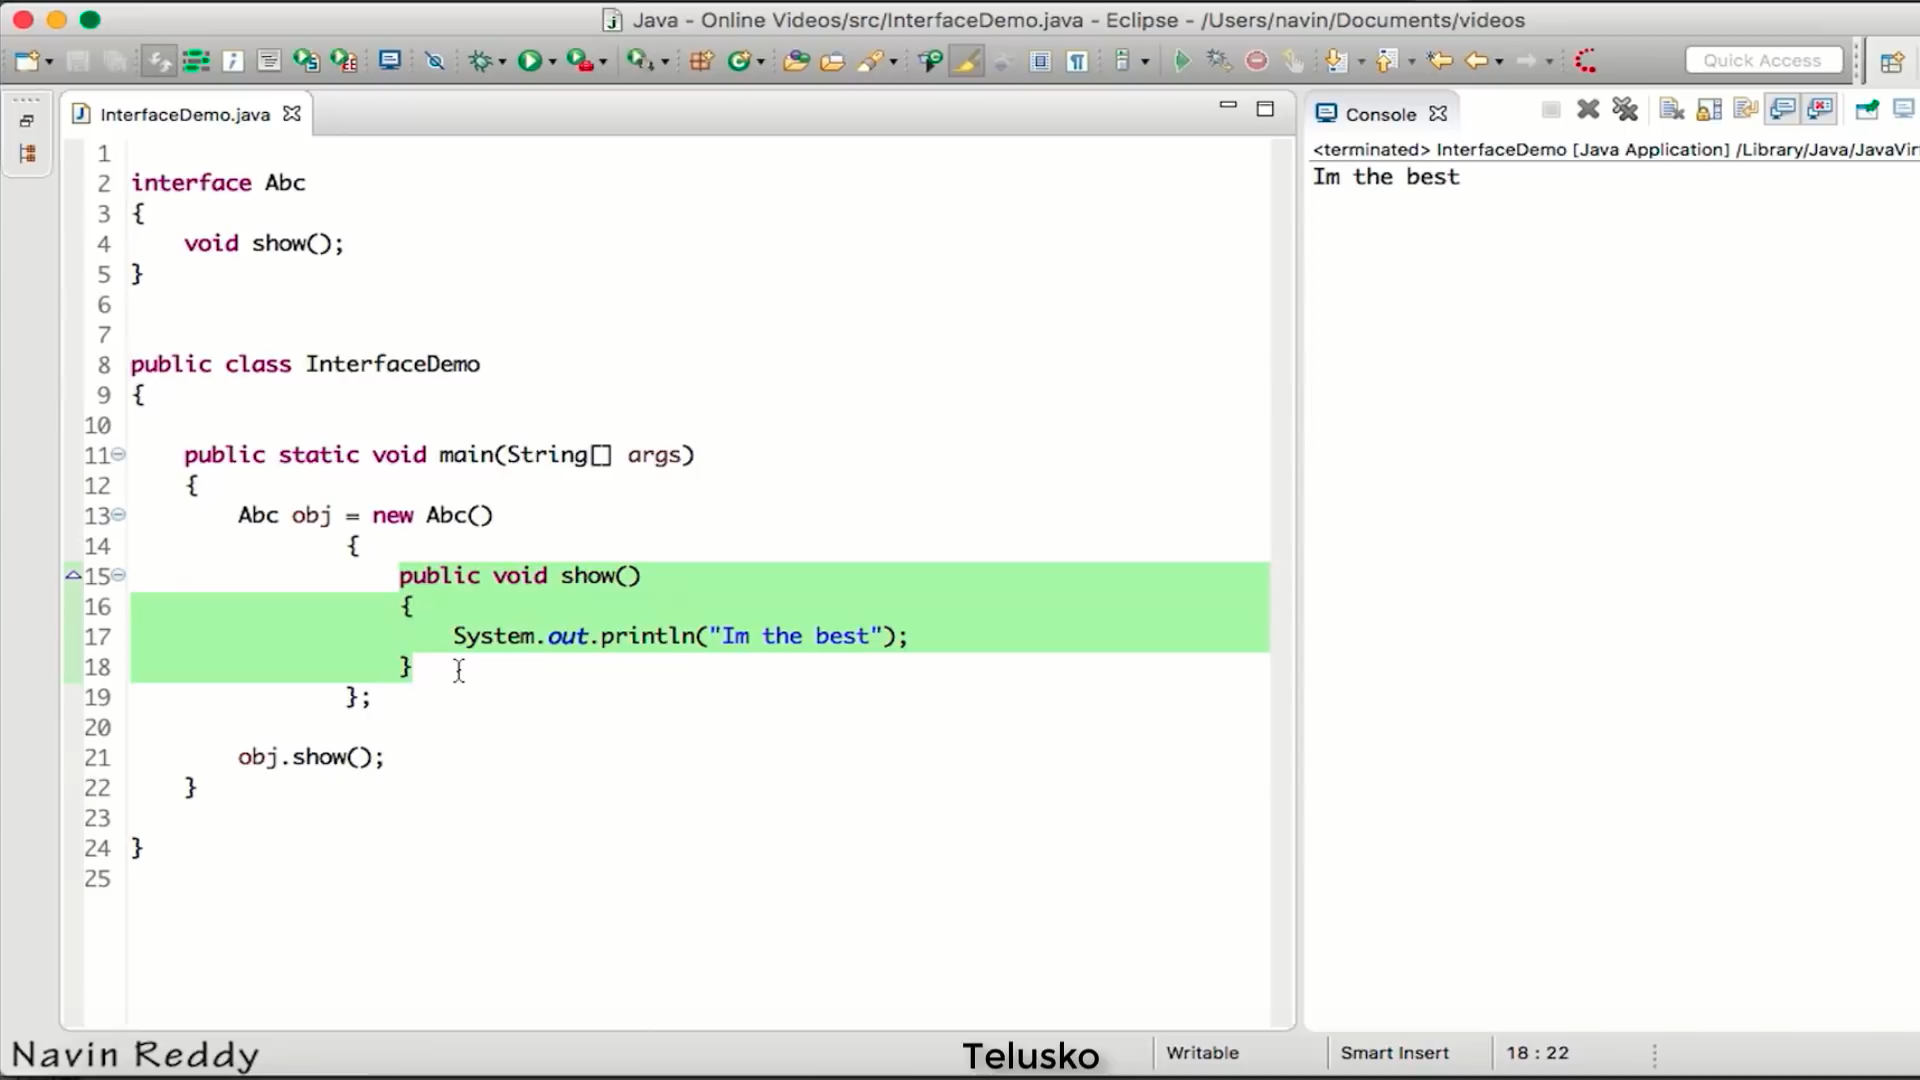 Java - Online Videos/src/InterfaceDemo.java - Eclipse - /Users/navin/Documents/videos
Quick Access
InterfaceDemo.java
1
2 interface Abc
3 {
4     void show();
5 }
6
7
8 public class InterfaceDemo
9 {
10
11     public static void main(String[] args)
12     {
13         Abc obj = new Abc()
14                 {
15                     public void show()
16                     {
17                         System.out.println("Im the best");
18                     }
19                 };
20
21         obj.show();
22     }
23
24 }
25
Console
<terminated> InterfaceDemo [Java Application] /Library/Java/JavaVir
Im the best
Navin Reddy
Telusko
Writable
Smart Insert
18 : 22